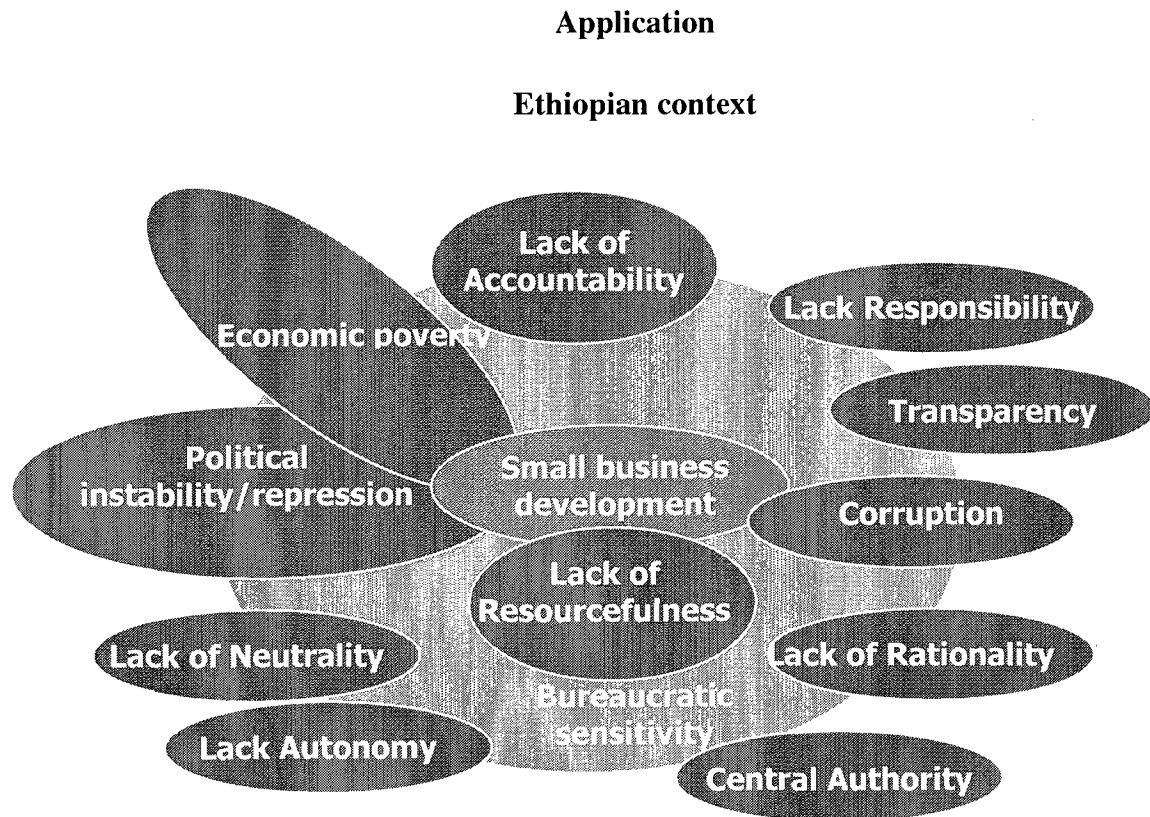 Application
Ethiopian context
Lack of
Accountability
Lack Responsibility
Economic poverty
Transparency
Political
instability/repression
Small business
development
Corruption
Lack of
Resourcefulness
Lack of Neutrality
Lack of Rationality
Bureaucratic
sensitivity
Lack Autonomy
Central Authority